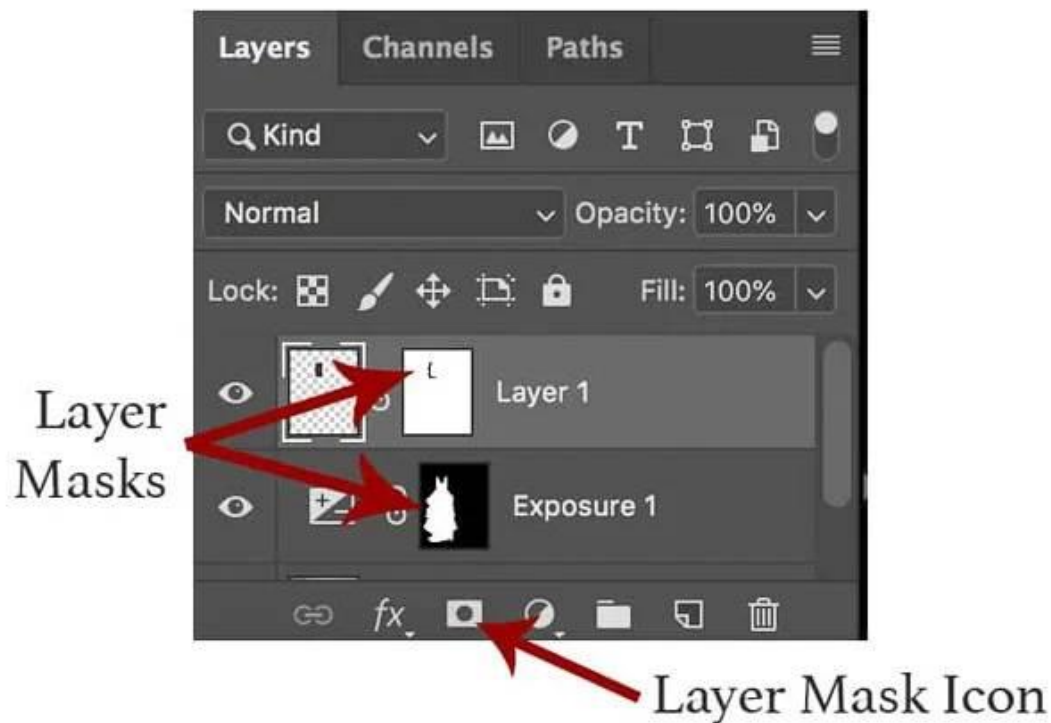 Layers Channels Paths
Kind T
Normal Opacity: 100%
Lock: Fill: 100%
Layer 1
Layer
Masks
Exposure 1
fx
Layer Mask Icon